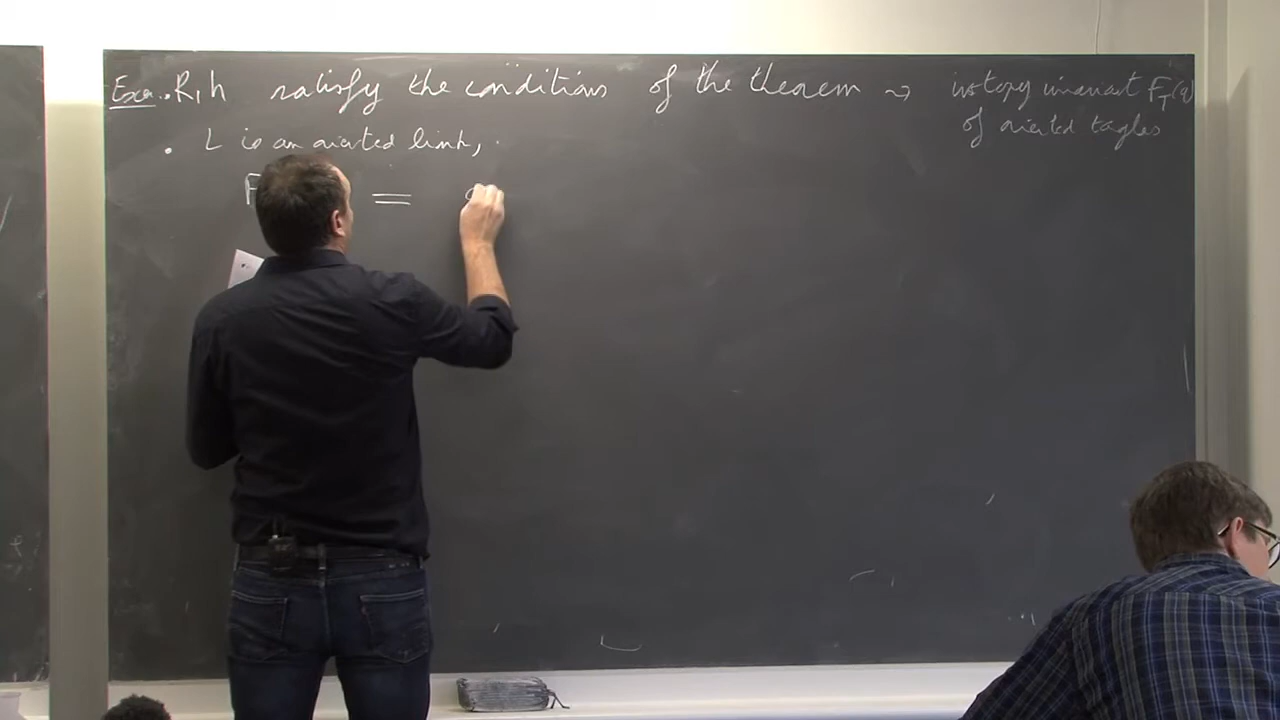 Exa. • R, h satisfy the conditions of the theorem ⇝ isotopy invariant F_T(q)
of oriented tangles
• L is an oriented link,
F =